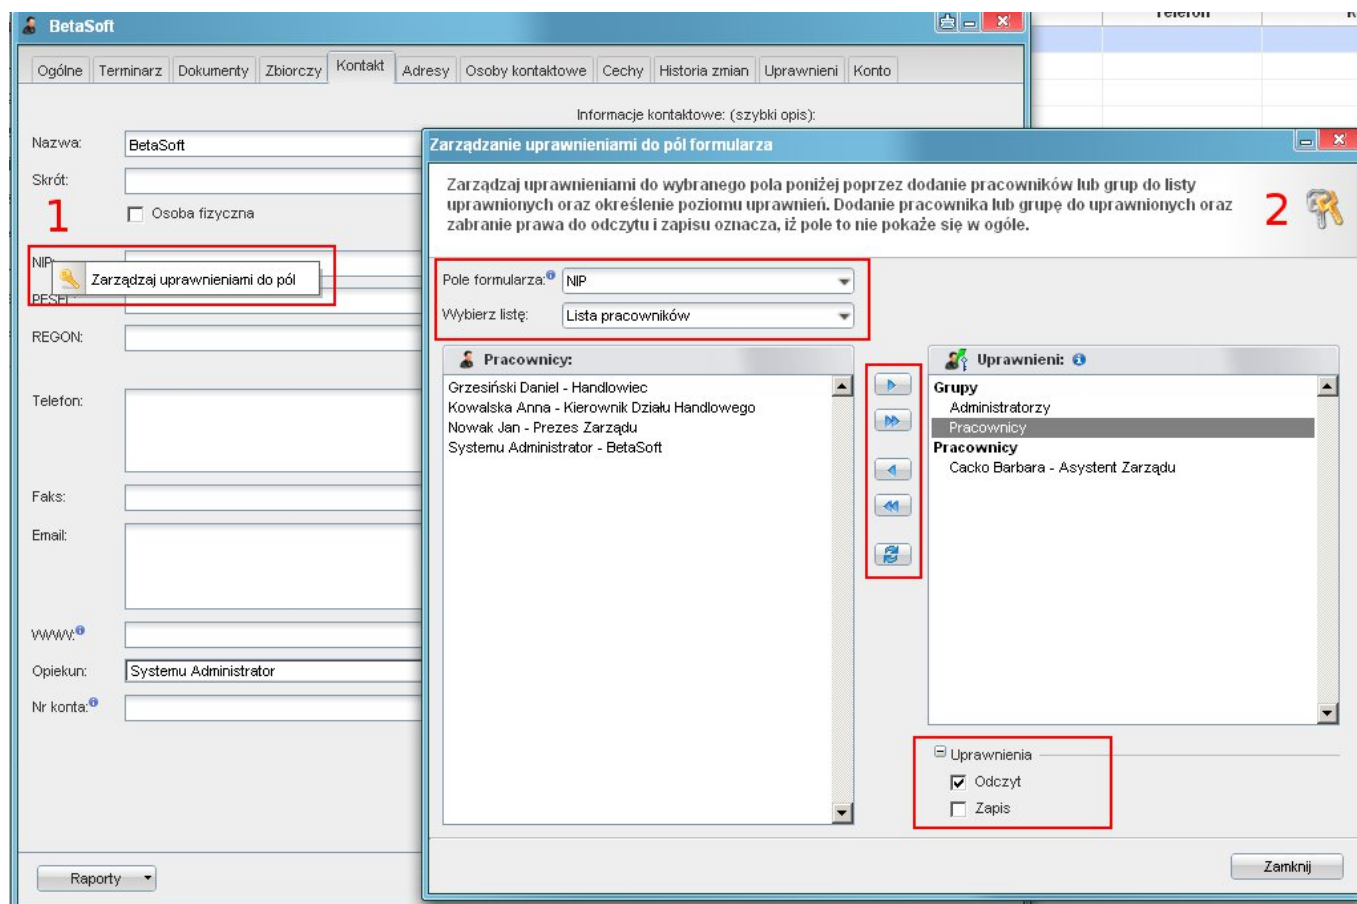 BetaSoft
Telefon
Ogólne Terminarz Dokumenty Zbiorczy Kontakt Adresy Osoby kontaktowe Cechy Historia zmian Uprawnieni Konto
Informacje kontaktowe: (szybki opis):
Nazwa: BetaSoft
Skrót:
1
Osoba fizyczna
NIP:
Zarządzaj uprawnieniami do pól
PESEL:
REGON:
Telefon:
Faks:
Email:
WWW:
Opiekun: Systemu Administrator
Nr konta:
Raporty
Zarządzanie uprawnieniami do pól formularza
Zarządzaj uprawnieniami do wybranego pola poniżej poprzez dodanie pracowników lub grup do listy
uprawnionych oraz określenie poziomu uprawnień. Dodanie pracownika lub grupę do uprawnionych oraz
zabranie prawa do odczytu i zapisu oznacza, iż pole to nie pokaże się w ogóle.
2
Pole formularza: NIP
Wybierz listę: Lista pracowników
Pracownicy:
Grzesiński Daniel - Handlowiec
Kowalska Anna - Kierownik Działu Handlowego
Nowak Jan - Prezes Zarządu
Systemu Administrator - BetaSoft
Uprawnieni:
Grupy
Administratorzy
Pracownicy
Pracownicy
Cacko Barbara - Asystent Zarządu
Uprawnienia
Odczyt
Zapis
Zamknij